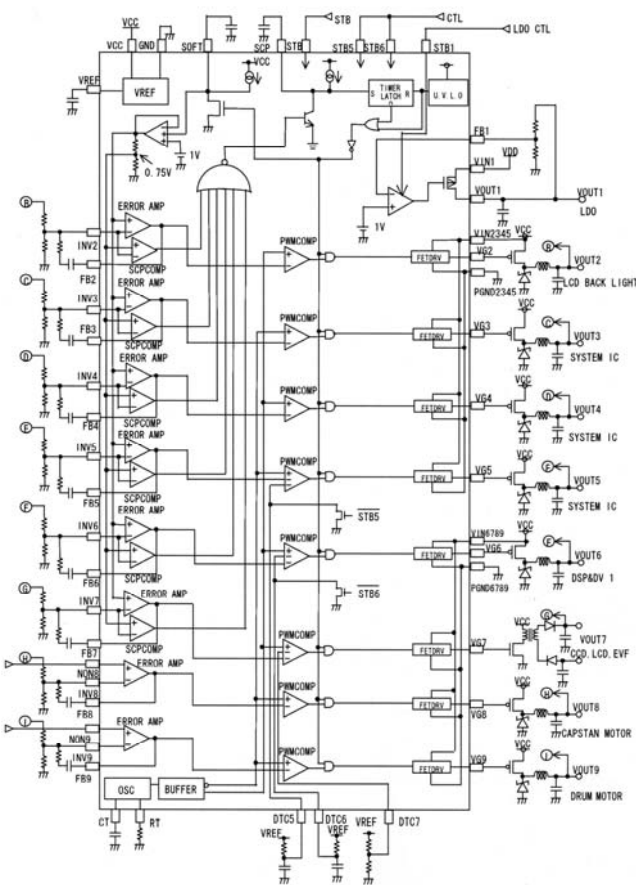 STB
CTL
LDO CTL
VCC
VCC GND SOFT SCP STB STB5 STB6 STB1
VREF
VREF
VCC
S TIMER R
LATCH
U.V.L.O
FB1
1V
0.75V
VIN1 VDD
VOUT1 VOUT1
LDO
1V
B
ERROR AMP
INV2
SCPCOMP
FB2
PWMCOMP
FETDRV
VIN2345
VCC
VG2
B
VOUT2
PGND2345
LCD BACK LIGHT
C
ERROR AMP
INV3
SCPCOMP
FB3
PWMCOMP
FETDRV
VCC
VG3
C
VOUT3
SYSTEM IC
D
ERROR AMP
INV4
SCPCOMP
FB4
PWMCOMP
FETDRV
VCC
VG4
D
VOUT4
SYSTEM IC
E
ERROR AMP
INV5
SCPCOMP
FB5
PWMCOMP
FETDRV
VCC
VG5
E
VOUT5
SYSTEM IC
STB5
F
ERROR AMP
INV6
SCPCOMP
FB6
PWMCOMP
FETDRV
VIN6789
VCC
VG6
VOUT6
PGND6789
DSP&DV 1
STB6
G
ERROR AMP
INV7
SCPCOMP
FB7
PWMCOMP
FETDRV
VCC
VG7
G
VOUT7
CCD.LCD.EVF
H
ERROR AMP
NON8
INV8
FB8
PWMCOMP
FETDRV
VCC
VG8
H
VOUT8
CAPSTAN MOTOR
I
ERROR AMP
NON9
INV9
FB9
PWMCOMP
FETDRV
VCC
VG9
I
VOUT9
DRUM MOTOR
OSC BUFFER
CT RT
DTC5 DTC6 DTC7
VREF VREF VREF